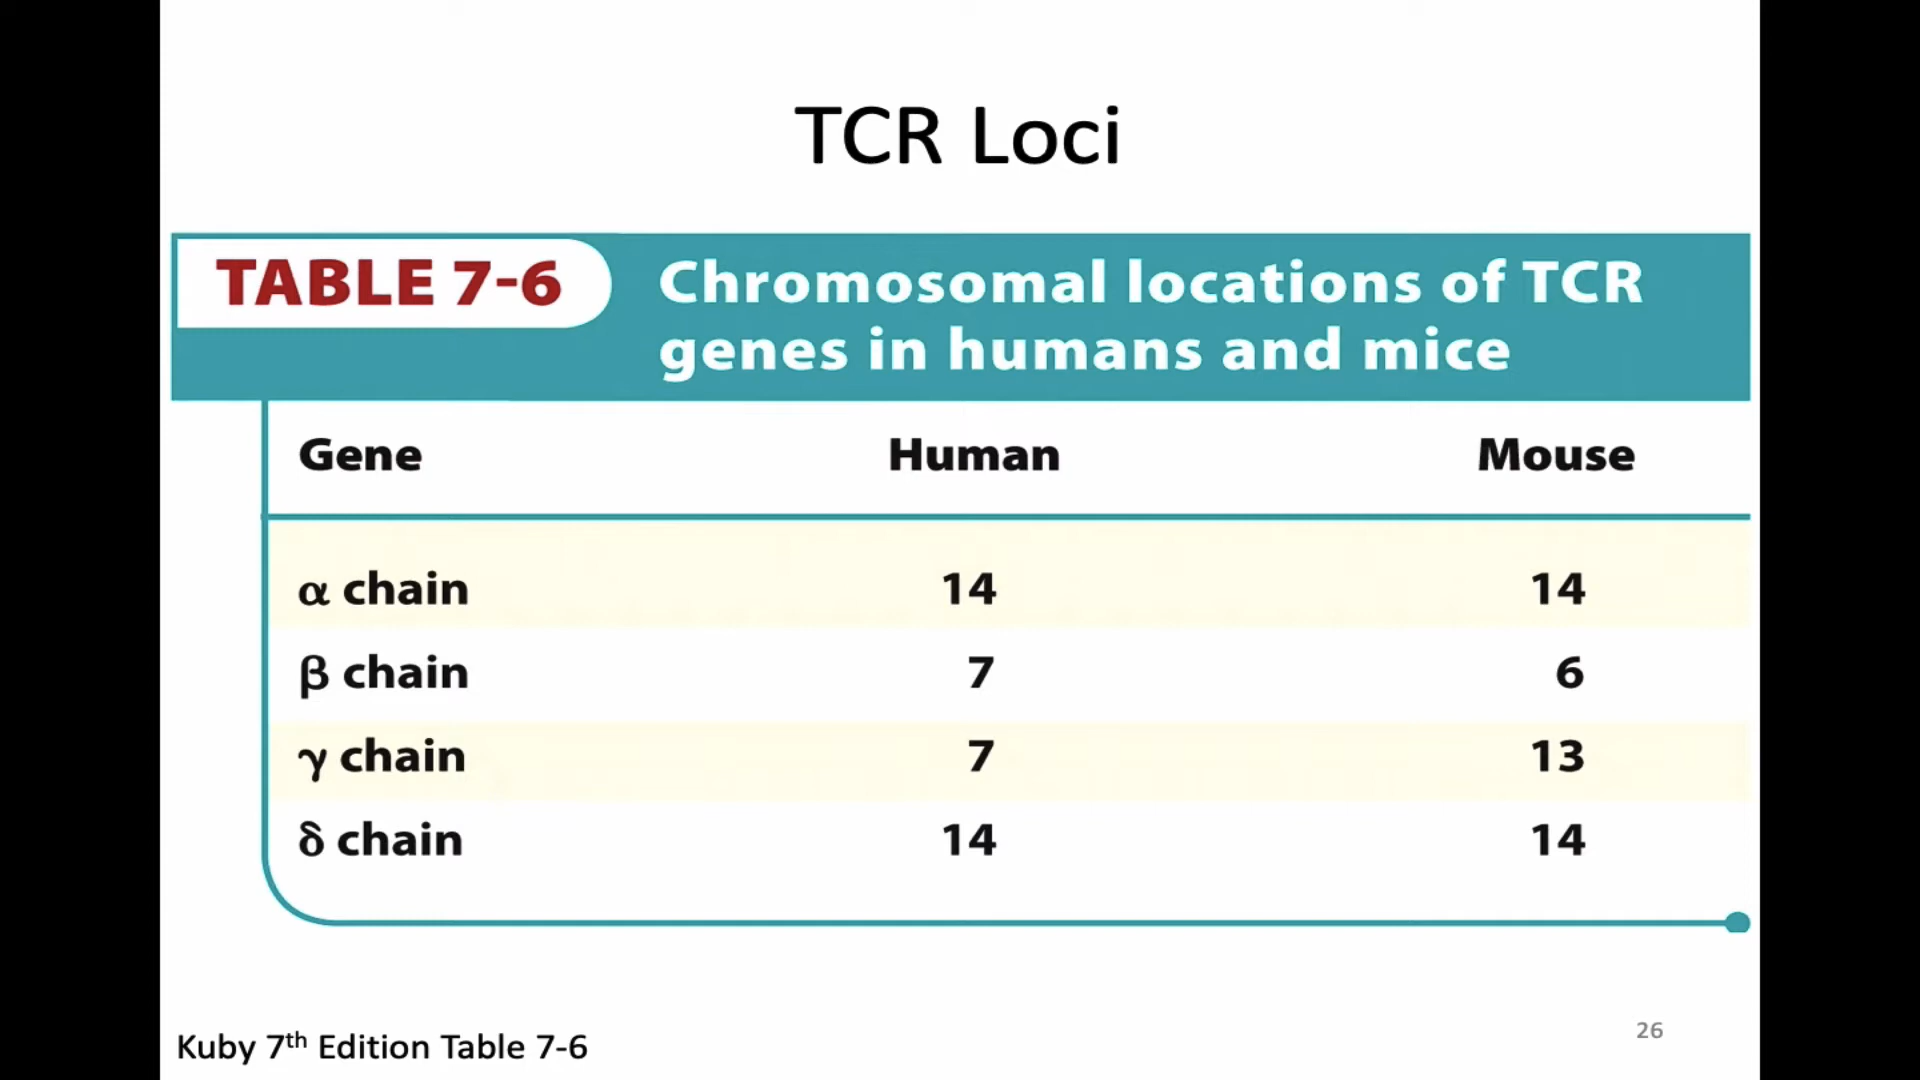 TCR Loci
TABLE 7-6
Chromosomal locations of TCR
genes in humans and mice
Gene Human Mouse
α chain 14 14
β chain 7 6
γ chain 7 13
δ chain 14 14
Kuby 7th Edition Table 7-6
26